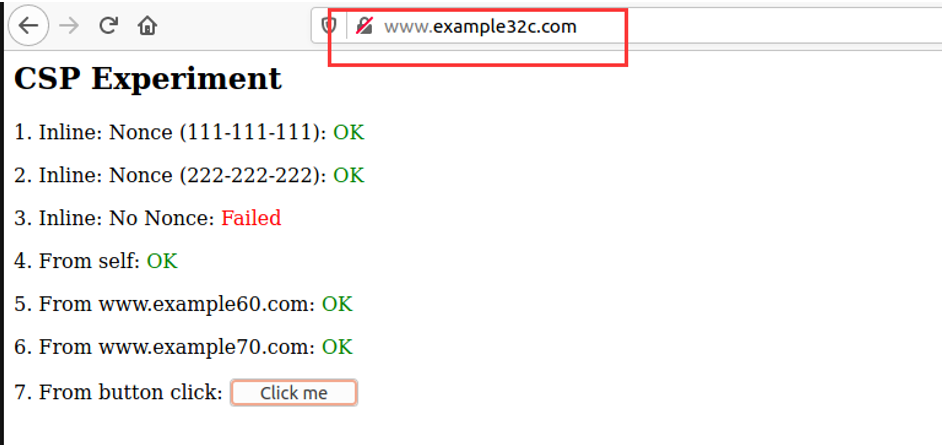 www.example32c.com
CSP Experiment
1. Inline: Nonce (111-111-111): OK
2. Inline: Nonce (222-222-222): OK
3. Inline: No Nonce: Failed
4. From self: OK
5. From www.example60.com: OK
6. From www.example70.com: OK
7. From button click: Click me